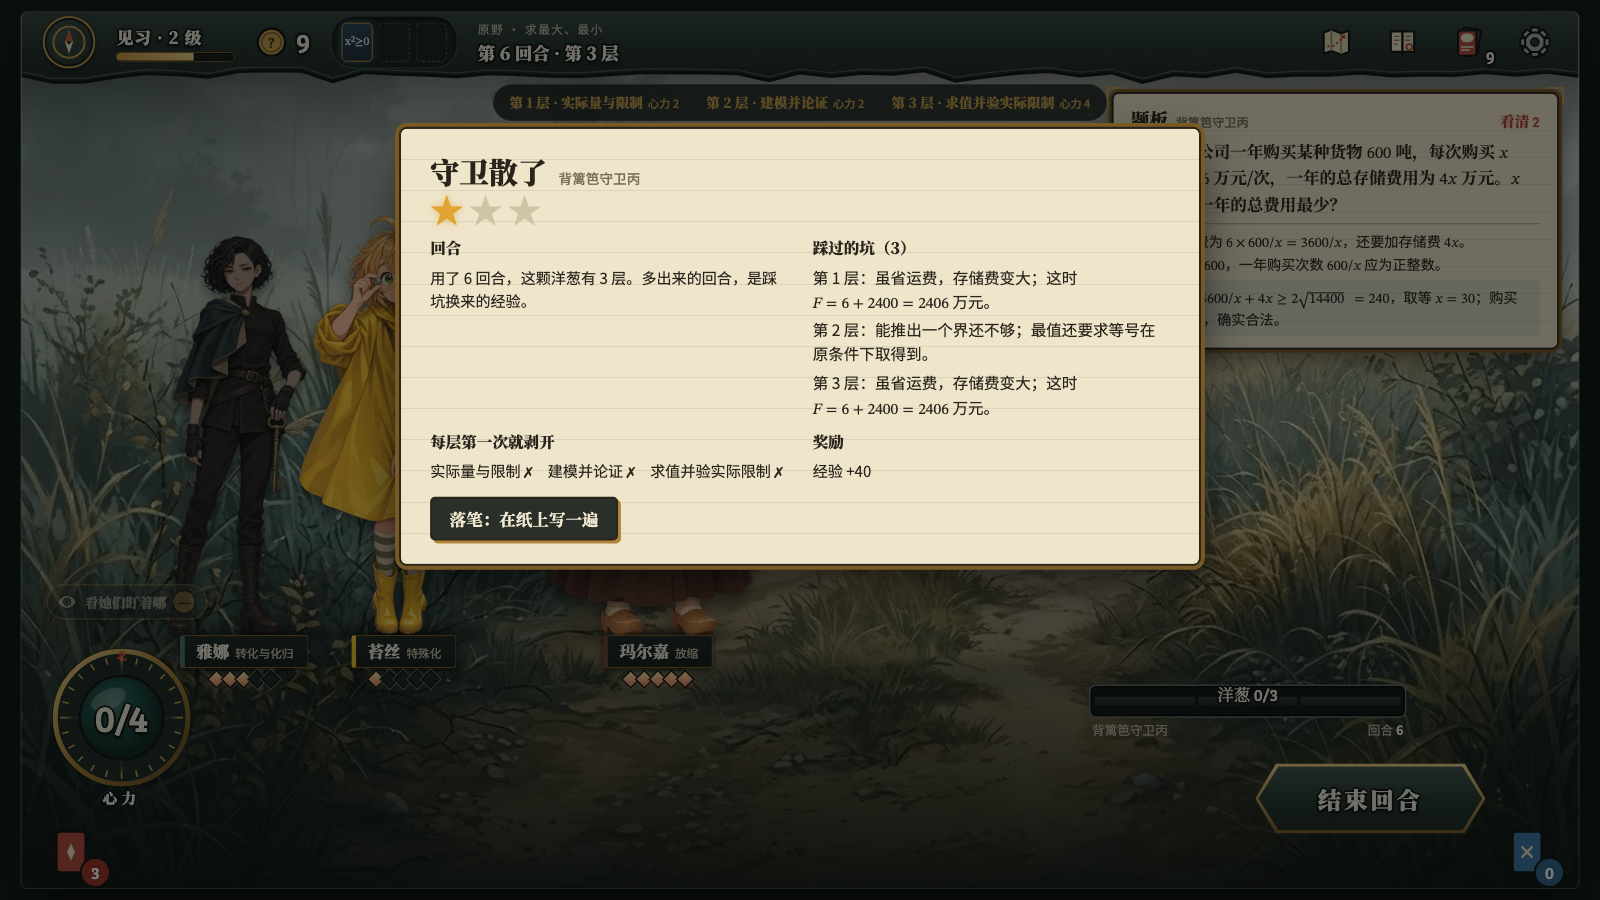 见习·2 级
? 9
x²≥0
原野 · 求最大、最小
第 6 回合·第 3 层
9
第 1 层·实际量与限制 心力 2
第 2 层·建模并论证 心力 2
第 3 层·求值并验实际限制 心力 4
题板 背篱笆守卫丙
看清 2
公司一年购买某种货物 600 吨，每次购买 x
万元/次，一年的总存储费用为 4x 万元。x
一年的总费用最少？
为 6×600/x = 3600/x，还要加存储费 4x。
600，一年购买次数 600/x 应为正整数。
3600/x + 4x ≥ 2√14400 = 240，取等 x = 30；购买
，确实合法。
守卫散了 背篱笆守卫丙
回合
用了 6 回合，这颗洋葱有 3 层。多出来的回合，是踩
坑换来的经验。
踩过的坑（3）
第 1 层：虽省运费，存储费变大；这时
F = 6 + 2400 = 2406 万元。
第 2 层：能推出一个界还不够；最值还要求等号在
原条件下取得到。
第 3 层：虽省运费，存储费变大；这时
F = 6 + 2400 = 2406 万元。
每层第一次就剥开
实际量与限制✗ 建模并论证✗ 求值并验实际限制✗
奖励
经验 +40
落笔：在纸上写一遍
看她们盯着哪
雅娜 转化与化归
苔丝 特殊化
玛尔嘉 放缩
0/4
心力
3
洋葱 0/3
背篱笆守卫丙
回合 6
结束回合
0